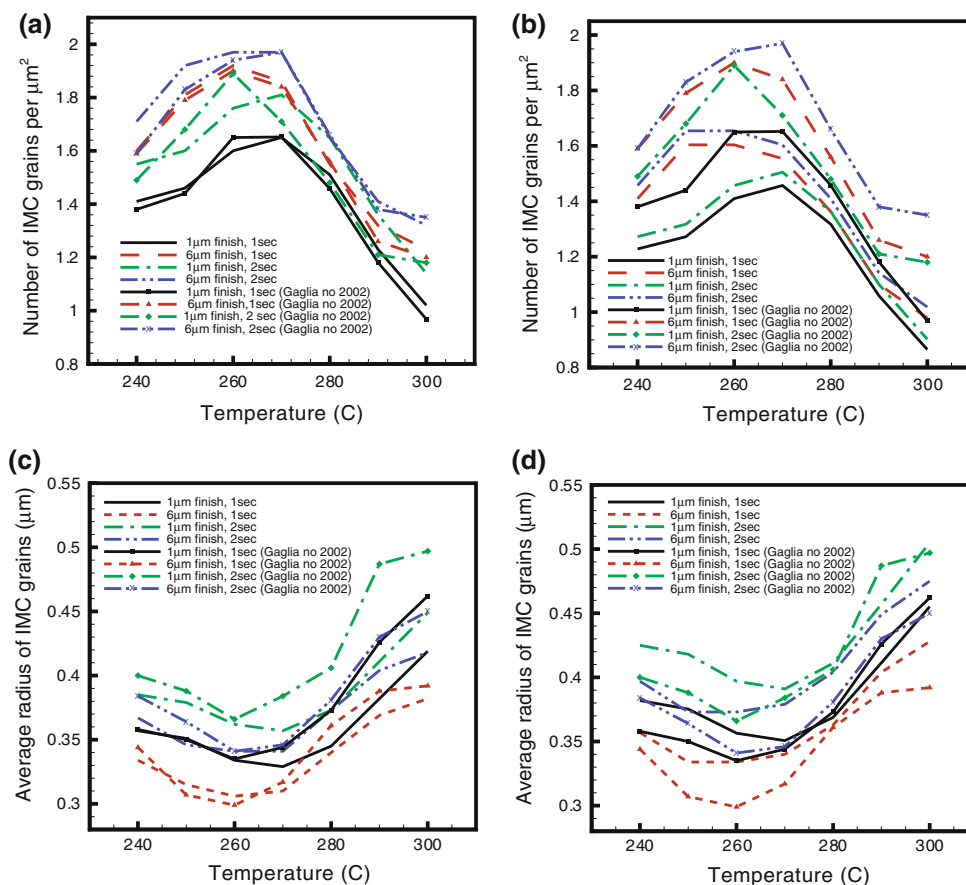 (a)
Number of IMC grains per μm2
2
1.8
1.6
1.4
1.2
1
0.8
1μm finish, 1sec
6μm finish, 1sec
1μm finish, 2sec
6μm finish, 2sec
1μm finish, 1sec (Gaglia no 2002)
6μm finish, 1sec (Gaglia no 2002)
1μm finish, 2 sec (Gaglia no 2002)
6μm finish, 2sec (Gaglia no 2002)
240 260 280 300
Temperature (C)
(b)
Number of IMC grains per μm2
2
1.8
1.6
1.4
1.2
1
0.8
1μm finish, 1sec
6μm finish, 1sec
1μm finish, 2sec
6μm finish, 2sec
1μm finish, 1sec (Gaglia no 2002)
6μm finish, 1sec (Gaglia no 2002)
1μm finish, 2sec (Gaglia no 2002)
6μm finish, 2sec (Gaglia no 2002)
240 260 280 300
Temperature (C)
(c)
Average radius of IMC grains (μm)
0.55
0.5
0.45
0.4
0.35
0.3
1μm finish, 1sec
6μm finish, 1sec
1μm finish, 2sec
6μm finish, 2sec
1μm finish, 1sec (Gaglia no 2002)
6μm finish, 1sec (Gaglia no 2002)
1μm finish, 2sec (Gaglia no 2002)
6μm finish, 2sec (Gaglia no 2002)
240 260 280 300
Temperature (C)
(d)
Average radius of IMC grains (μm)
0.55
0.5
0.45
0.4
0.35
0.3
1μm finish, 1sec
6μm finish, 1sec
1μm finish, 2sec
6μm finish, 2sec
1μm finish, 1sec (Gaglia no 2002)
6μm finish, 1sec (Gaglia no 2002)
1μm finish, 2sec (Gaglia no 2002)
6μm finish, 2sec (Gaglia no 2002)
240 260 280 300
Temperature (C)